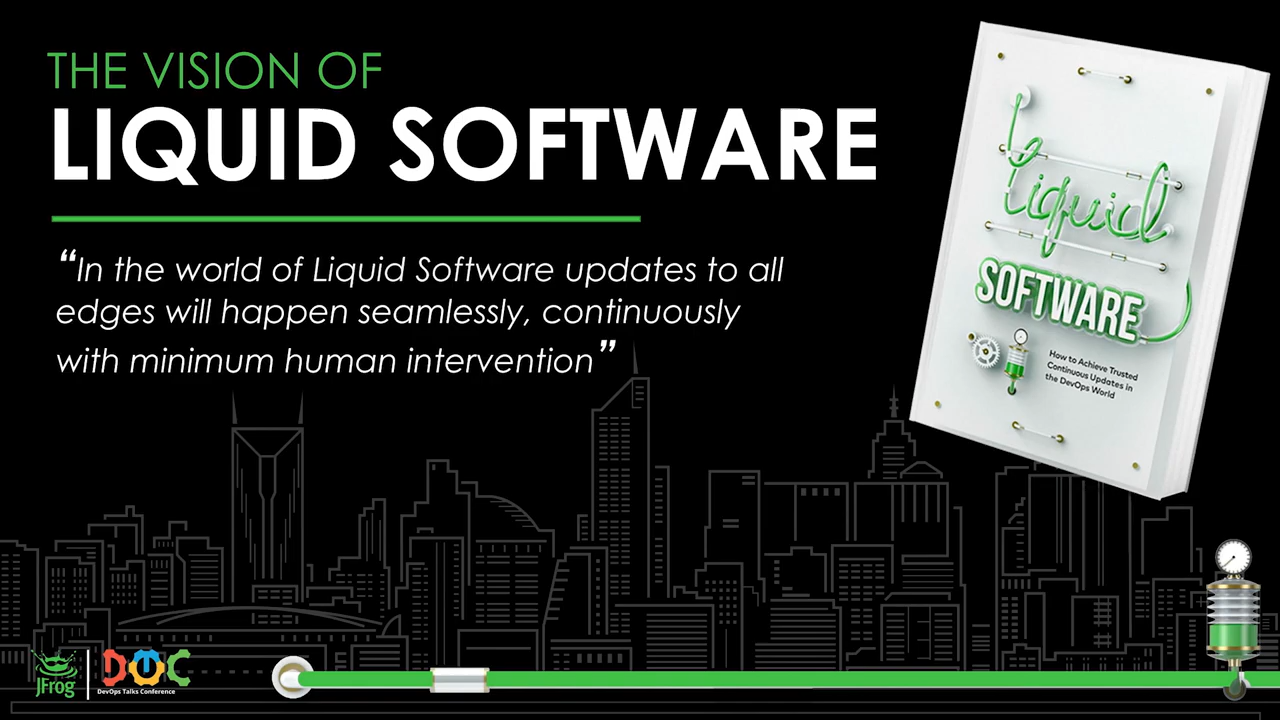 THE VISION OF
LIQUID SOFTWARE
“In the world of Liquid Software updates to all
edges will happen seamlessly, continuously
with minimum human intervention”
Liquid
SOFTWARE
How to Achieve Trusted
Continuous Updates in
the DevOps World
JFrog
DOC
DevOps Talks Conference